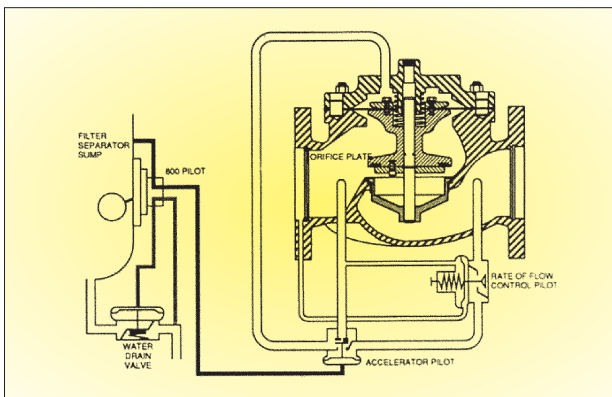 FILTER
SEPARATOR
SUMP
800 PILOT
ORIFICE PLATE
RATE OF FLOW
CONTROL PILOT
WATER
DRAIN
VALVE
ACCELERATOR PILOT